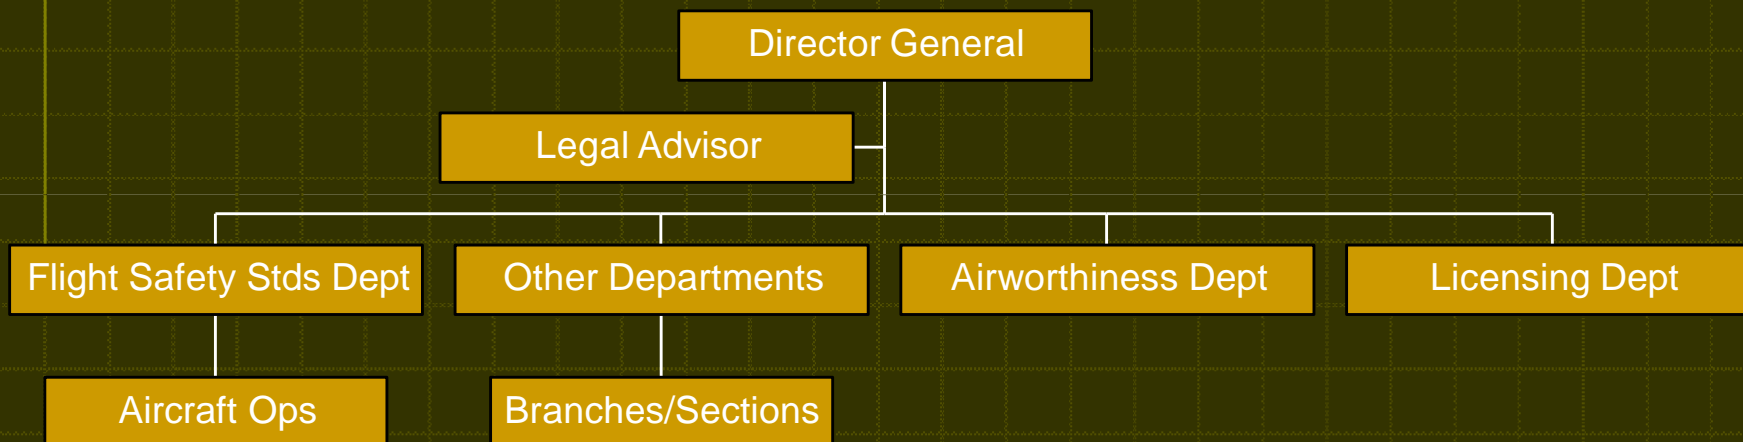 Director General
Legal Advisor
Flight Safety Stds Dept
Other Departments
Airworthiness Dept
Licensing Dept
Aircraft Ops
Branches/Sections